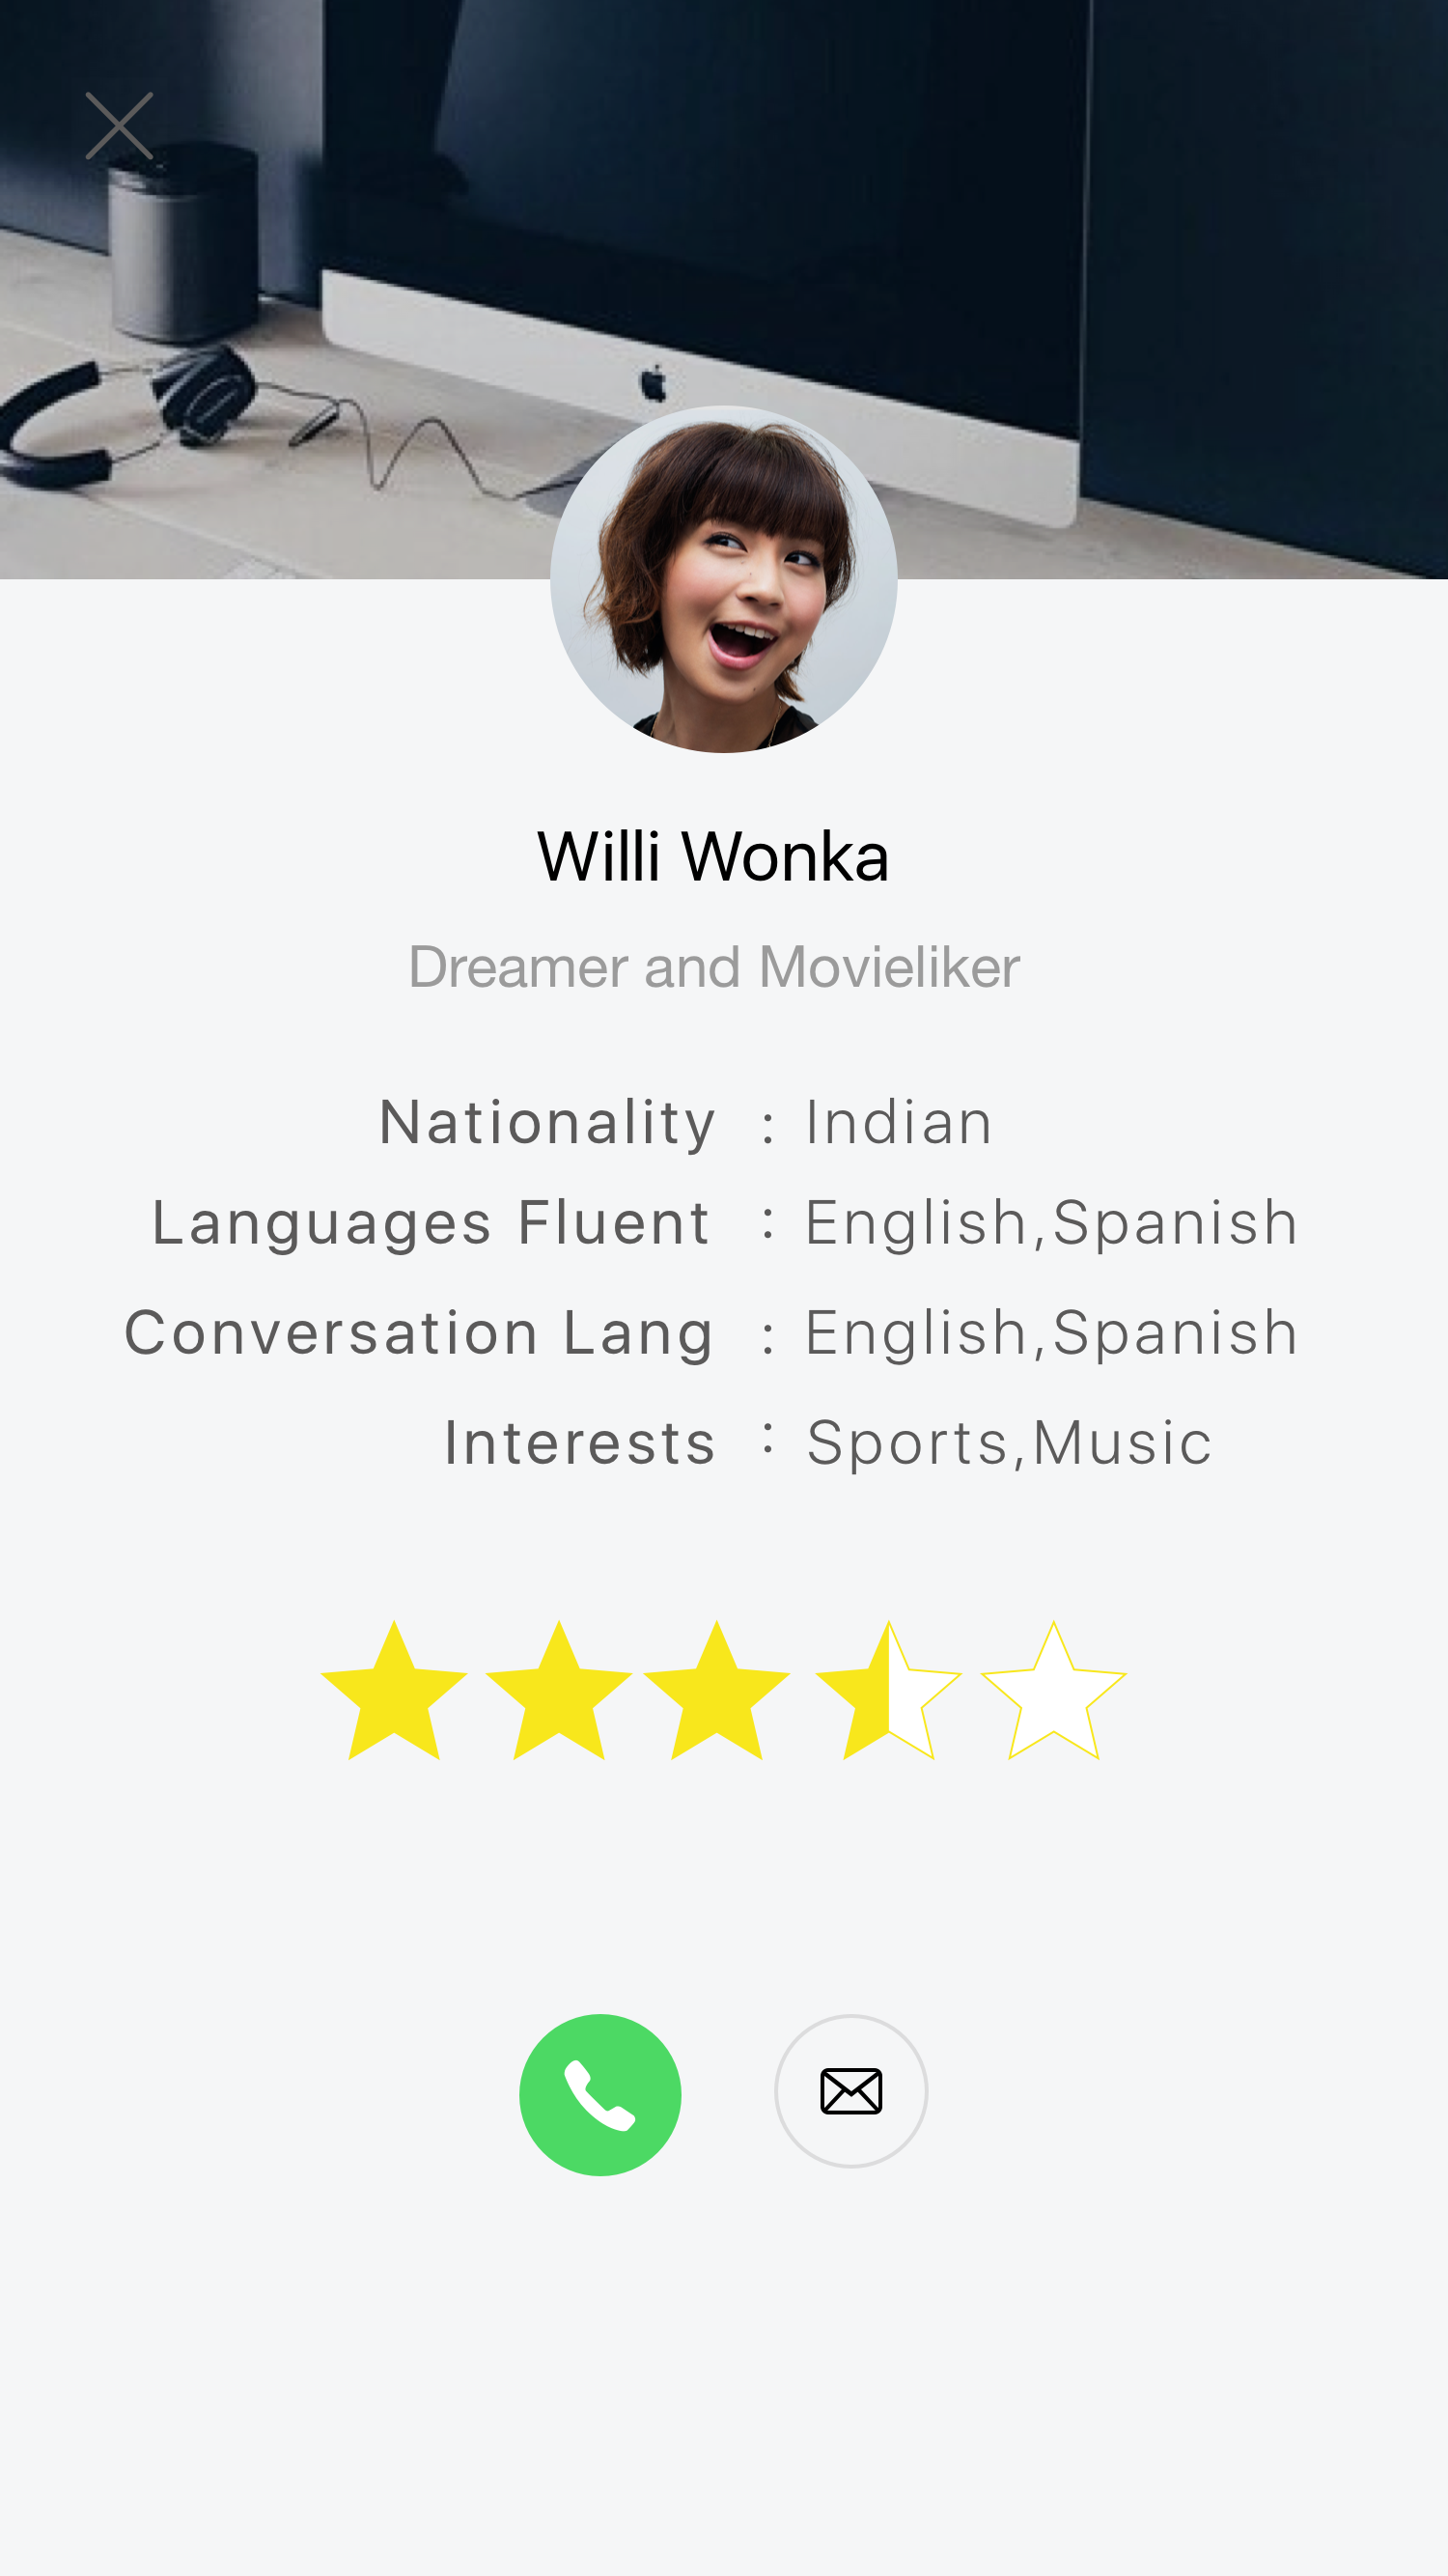 Willi Wonka
Dreamer and Movieliker
Nationality : Indian
Languages Fluent : English,Spanish
Conversation Lang : English,Spanish
Interests : Sports,Music